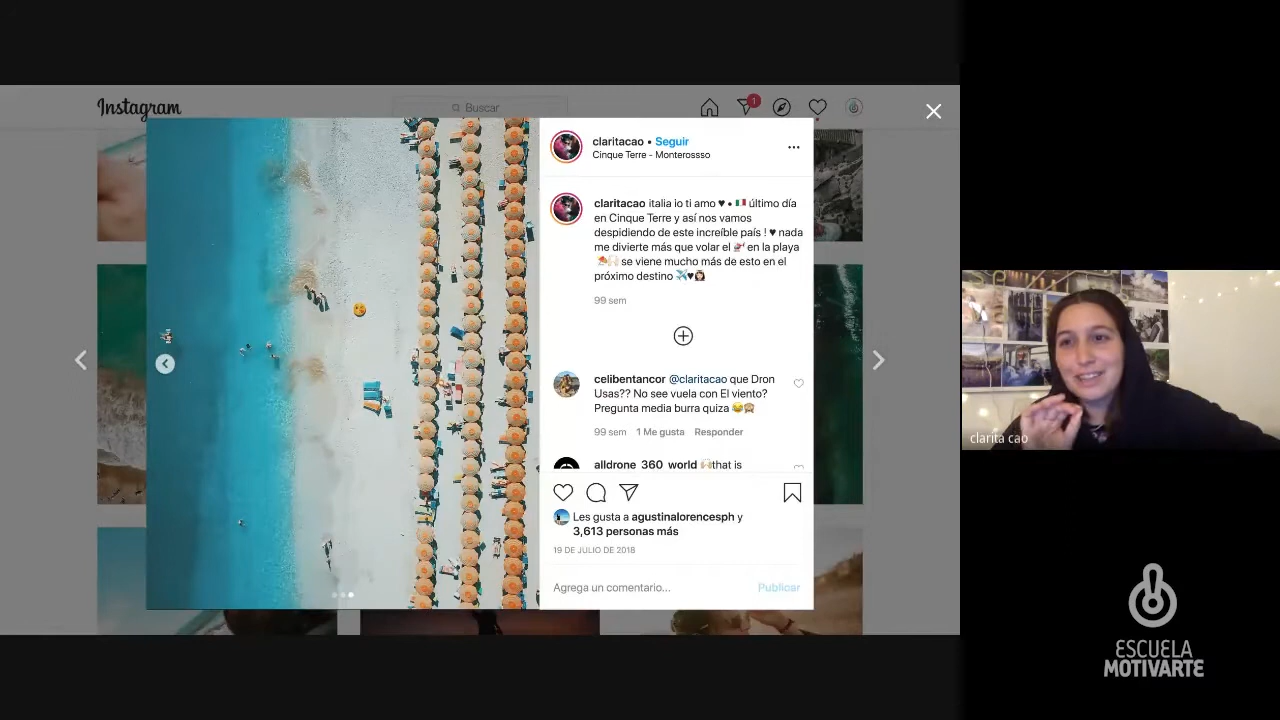 Instagram
Buscar
1
claritacao • Seguir
Cinque Terre - Monterossso
claritacao italia io ti amo ♥ • 🇮🇹 último día
en Cinque Terre y así nos vamos
despidiendo de este increíble país ! ♥ nada
me divierte más que volar el en la playa
se viene mucho más de esto en el
próximo destino ✈️♥
99 sem
celibentancor @claritacao que Dron
Usas?? No see vuela con El viento?
Pregunta media burra quiza 😂🙈
99 sem 1 Me gusta Responder
alldrone_360_world 🙌that is
Les gusta a agustinalorencesph y
3,613 personas más
19 DE JULIO DE 2018
Agrega un comentario... Publicar
clarita cao
ESCUELA
MOTIVARTE